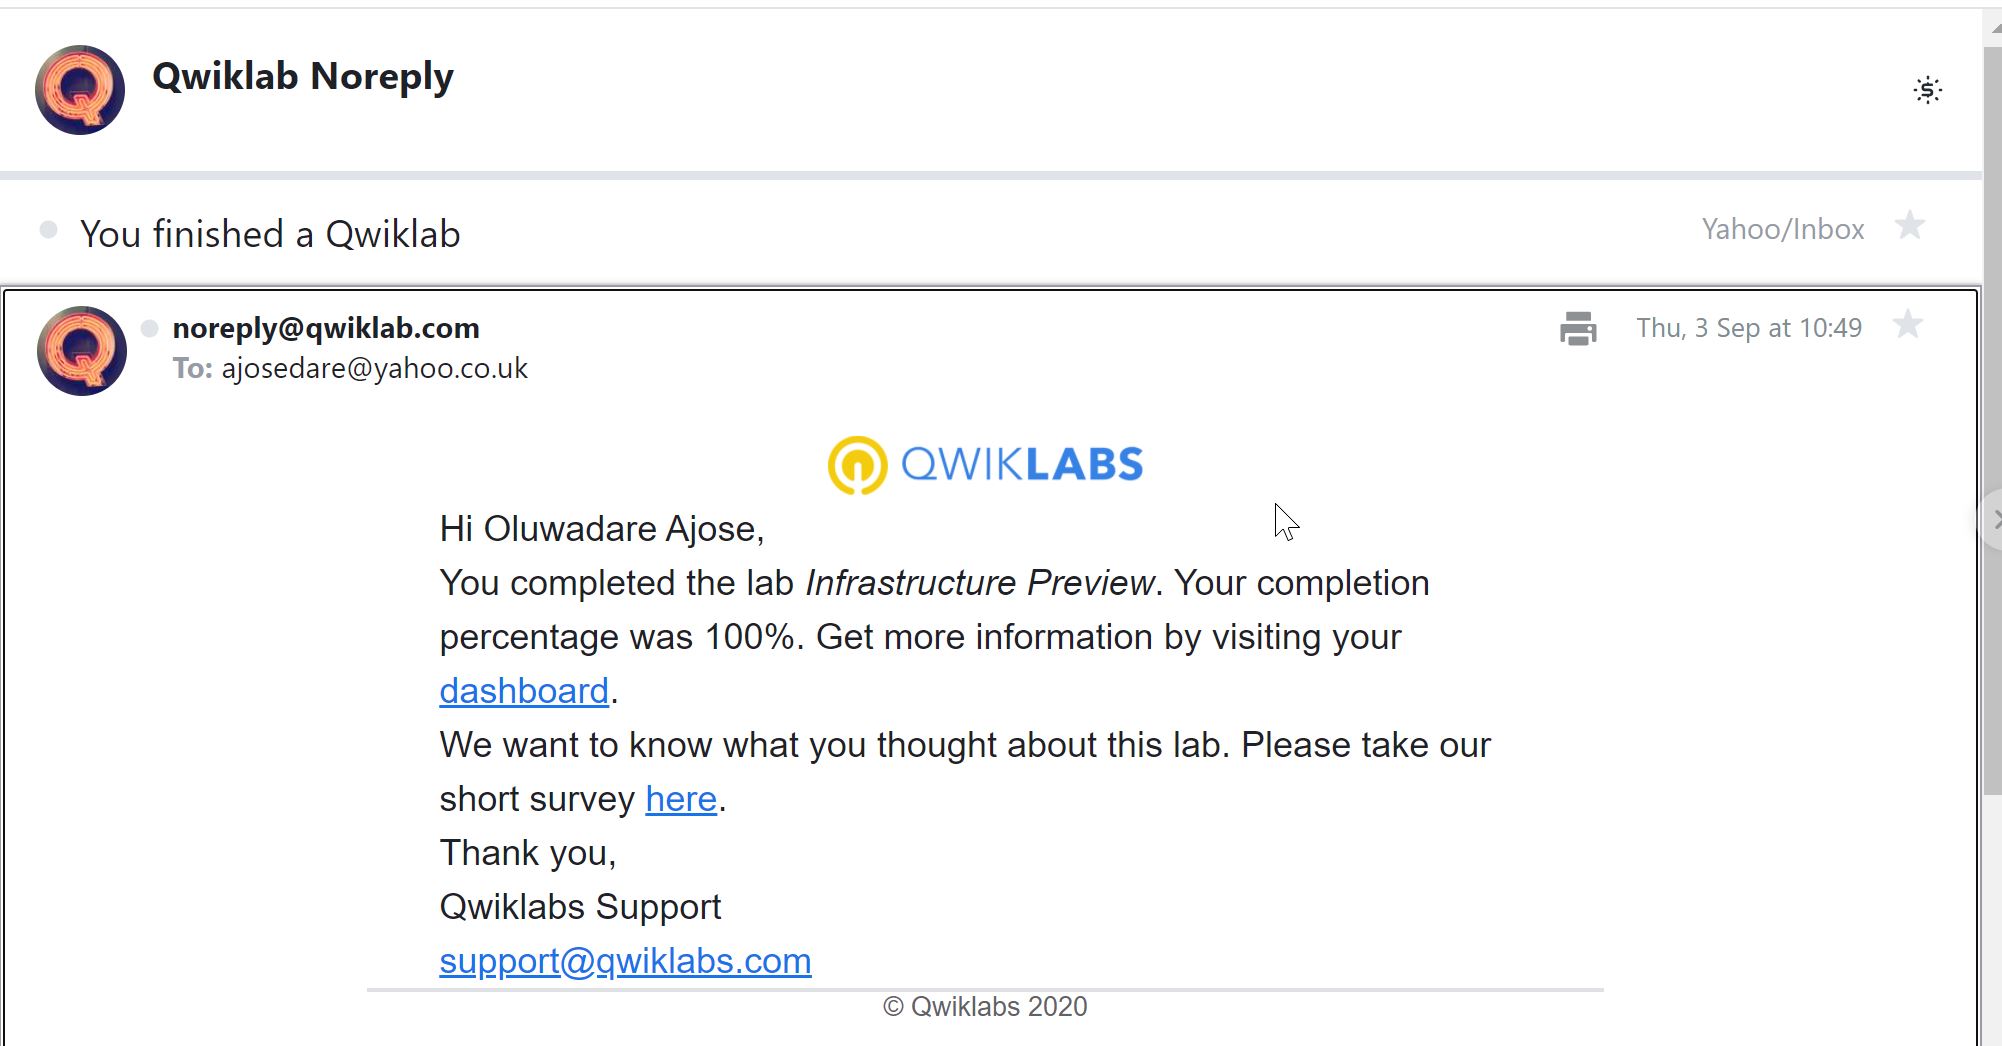 Qwiklab Noreply
You finished a Qwiklab
Yahoo/Inbox
noreply@qwiklab.com
Thu, 3 Sep at 10:49
To: ajosedare@yahoo.co.uk
QWIKLABS
Hi Oluwadare Ajose,
You completed the lab Infrastructure Preview. Your completion
percentage was 100%. Get more information by visiting your
dashboard.
We want to know what you thought about this lab. Please take our
short survey here.
Thank you,
Qwiklabs Support
support@qwiklabs.com
© Qwiklabs 2020